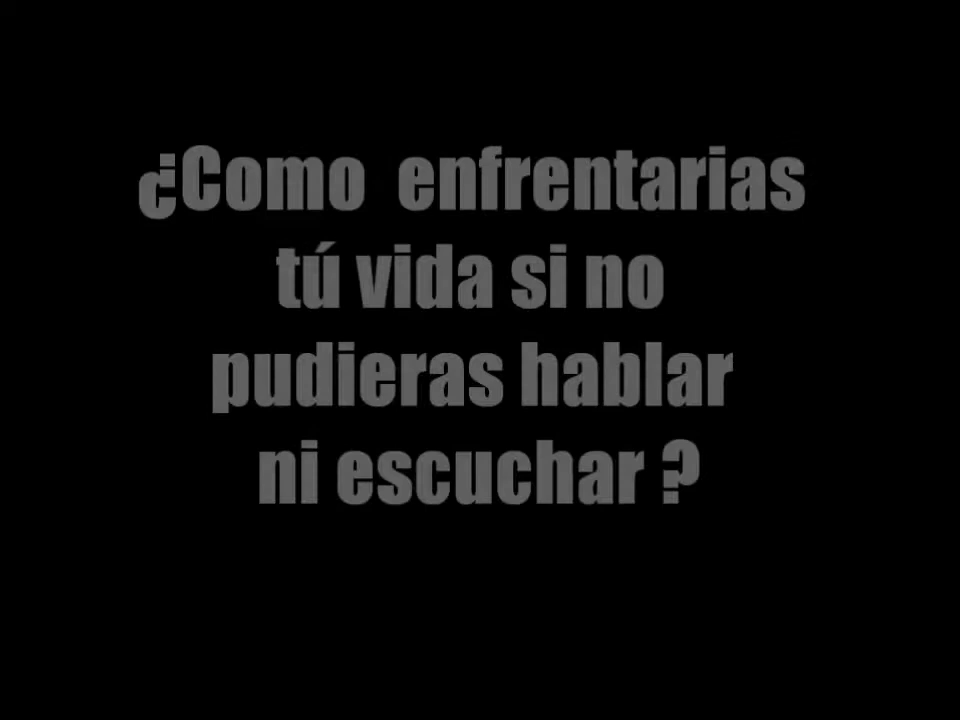 ¿Como enfrentarias
tú vida si no
pudieras hablar
ni escuchar ?